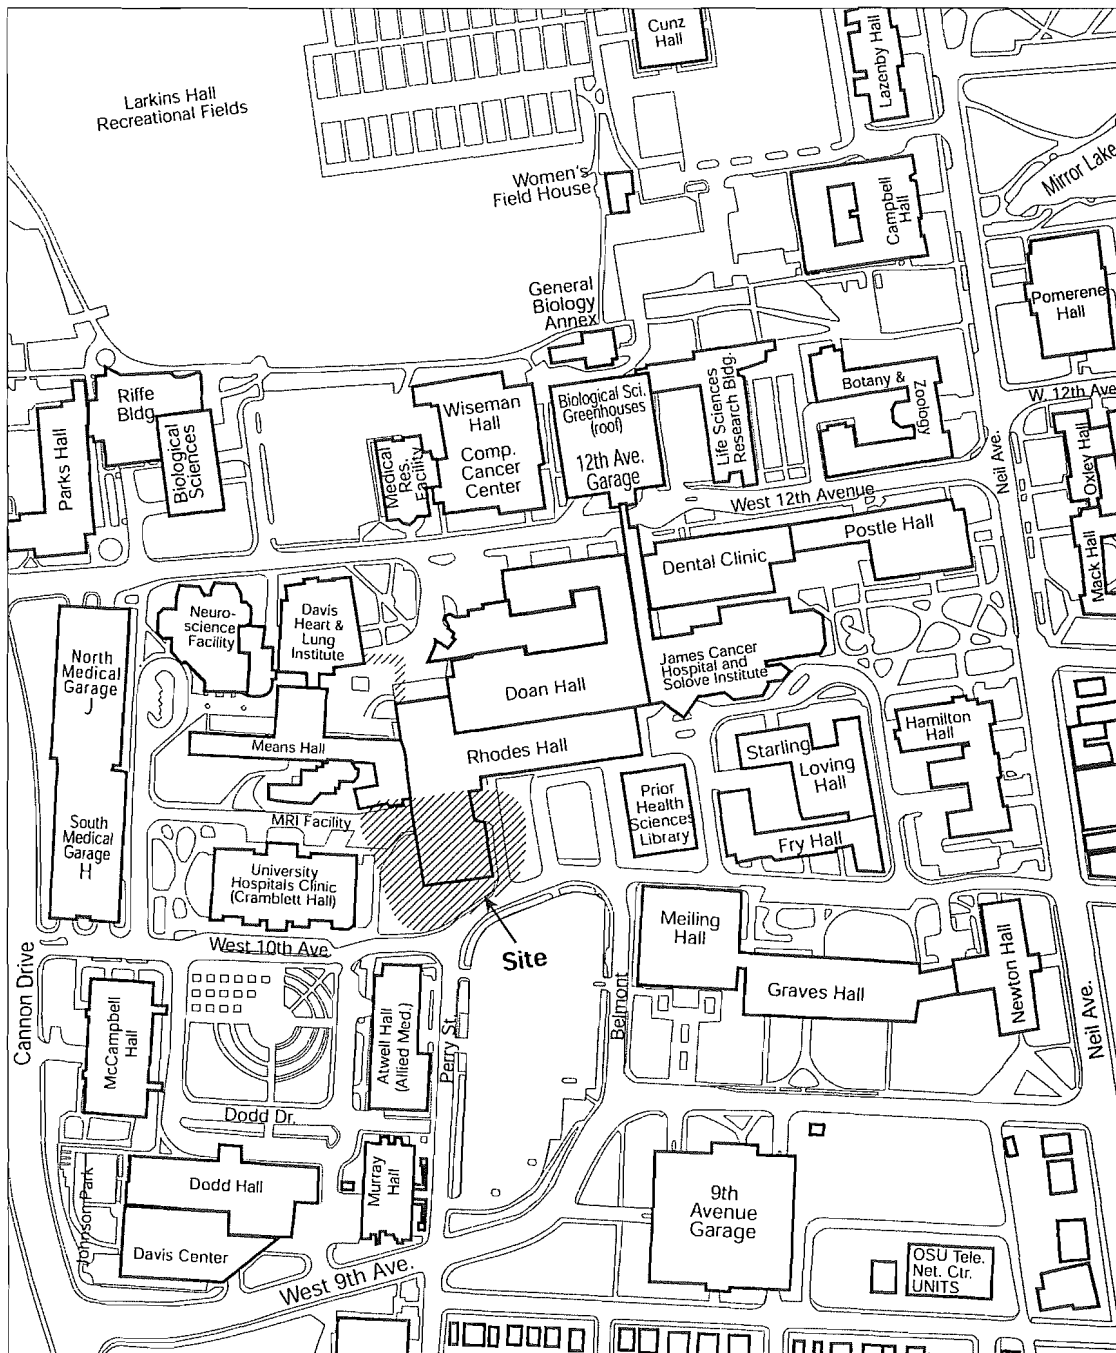 Cunz
Hall
Lazenby Hall
Larkins Hall
Recreational Fields
Women's
Field House
Mirror Lake
Campbell
Hall
General
Biology
Annex
Pomerene
Hall
Riffe
Bldg.
Parks Hall
Biological
Sciences
Wiseman
Hall
Comp.
Cancer
Center
Medical
Res.
Facility
Biological Sci.
Greenhouses
(roof)
12th Ave.
Garage
Life Sciences
Research Bldg.
Botany &
Zoology
W. 12th Ave
Neil Ave.
Oxley Hall
Mack Hall
West 12th Avenue
Postle Hall
Dental Clinic
Neuro-
science
Facility
Davis
Heart &
Lung
Institute
North
Medical
Garage
J
James Cancer
Hospital and
Solove Institute
Doan Hall
Rhodes Hall
Means Hall
Hamilton
Hall
Starling
Loving
Hall
Prior
Health
Sciences
Library
Fry Hall
MRI Facility
South
Medical
Garage
H
University
Hospitals Clinic
(Cramblett Hall)
West 10th Ave.
Site
Meiling
Hall
Graves Hall
Newton Hall
Neil Ave.
Cannon Drive
McCampbell
Hall
Atwell Hall
(Allied Med.)
Perry St.
Belmont
Dodd Dr.
Dodd Hall
Murray
Hall
Johnson Park
Davis Center
9th
Avenue
Garage
West 9th Ave.
OSU Tele.
Net. Ctr.
UNITS